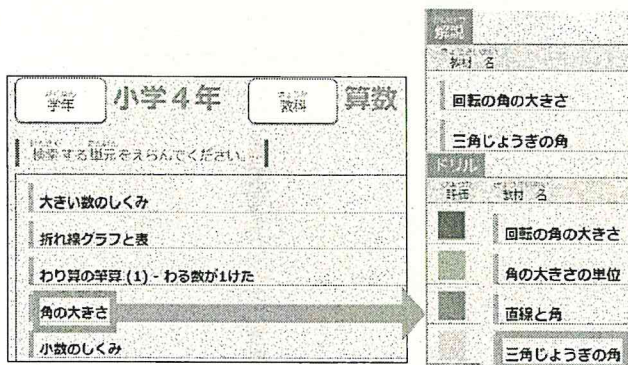 学年
小学4年
教科
算数
検索する単元をえらんでください。
大きい数のしくみ
折れ線グラフと表
わり算の筆算(1)-わる数が1けた
角の大きさ
小数のしくみ
解説
教材名
回転の角の大きさ
三角じょうぎの角
ドリル
評価
教材名
回転の角の大きさ
角の大きさの単位
直線と角
三角じょうぎの角